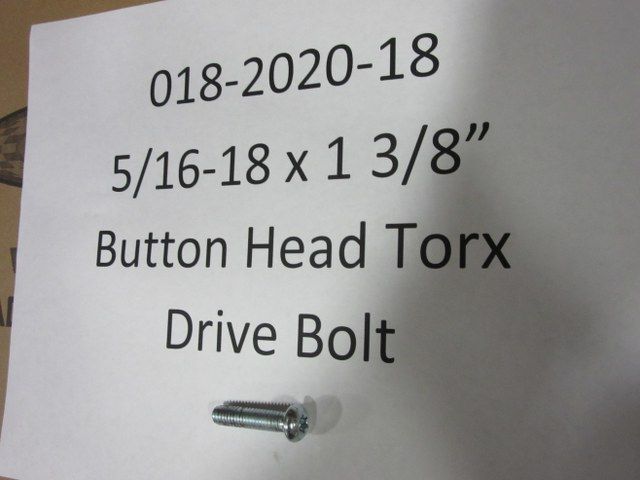 018-2020-18
5/16-18 x 1 3/8”
Button Head Torx
Drive Bolt